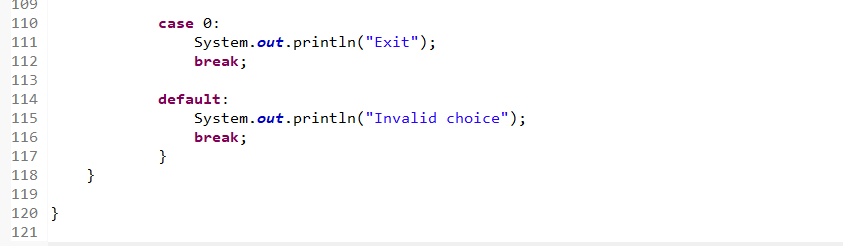 109
110 case 0:
111 System.out.println("Exit");
112 break;
113
114 default:
115 System.out.println("Invalid choice");
116 break;
117 }
118 }
119
120 }
121